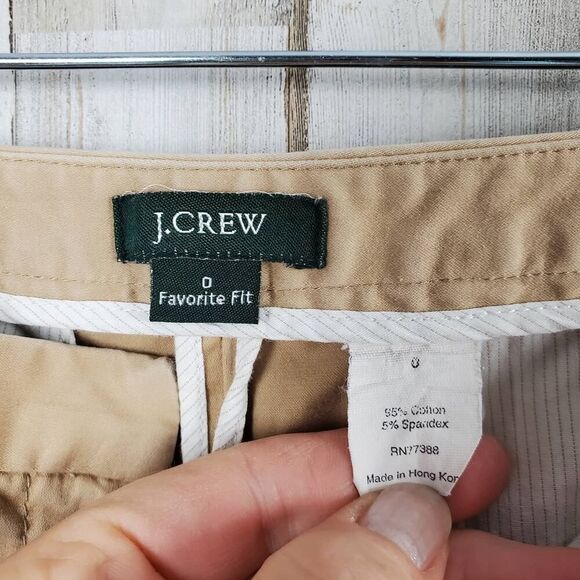 J.CREW
0
Favorite Fit
0
95% Cotton
5% Spandex
RN77388
Made in Hong Kon